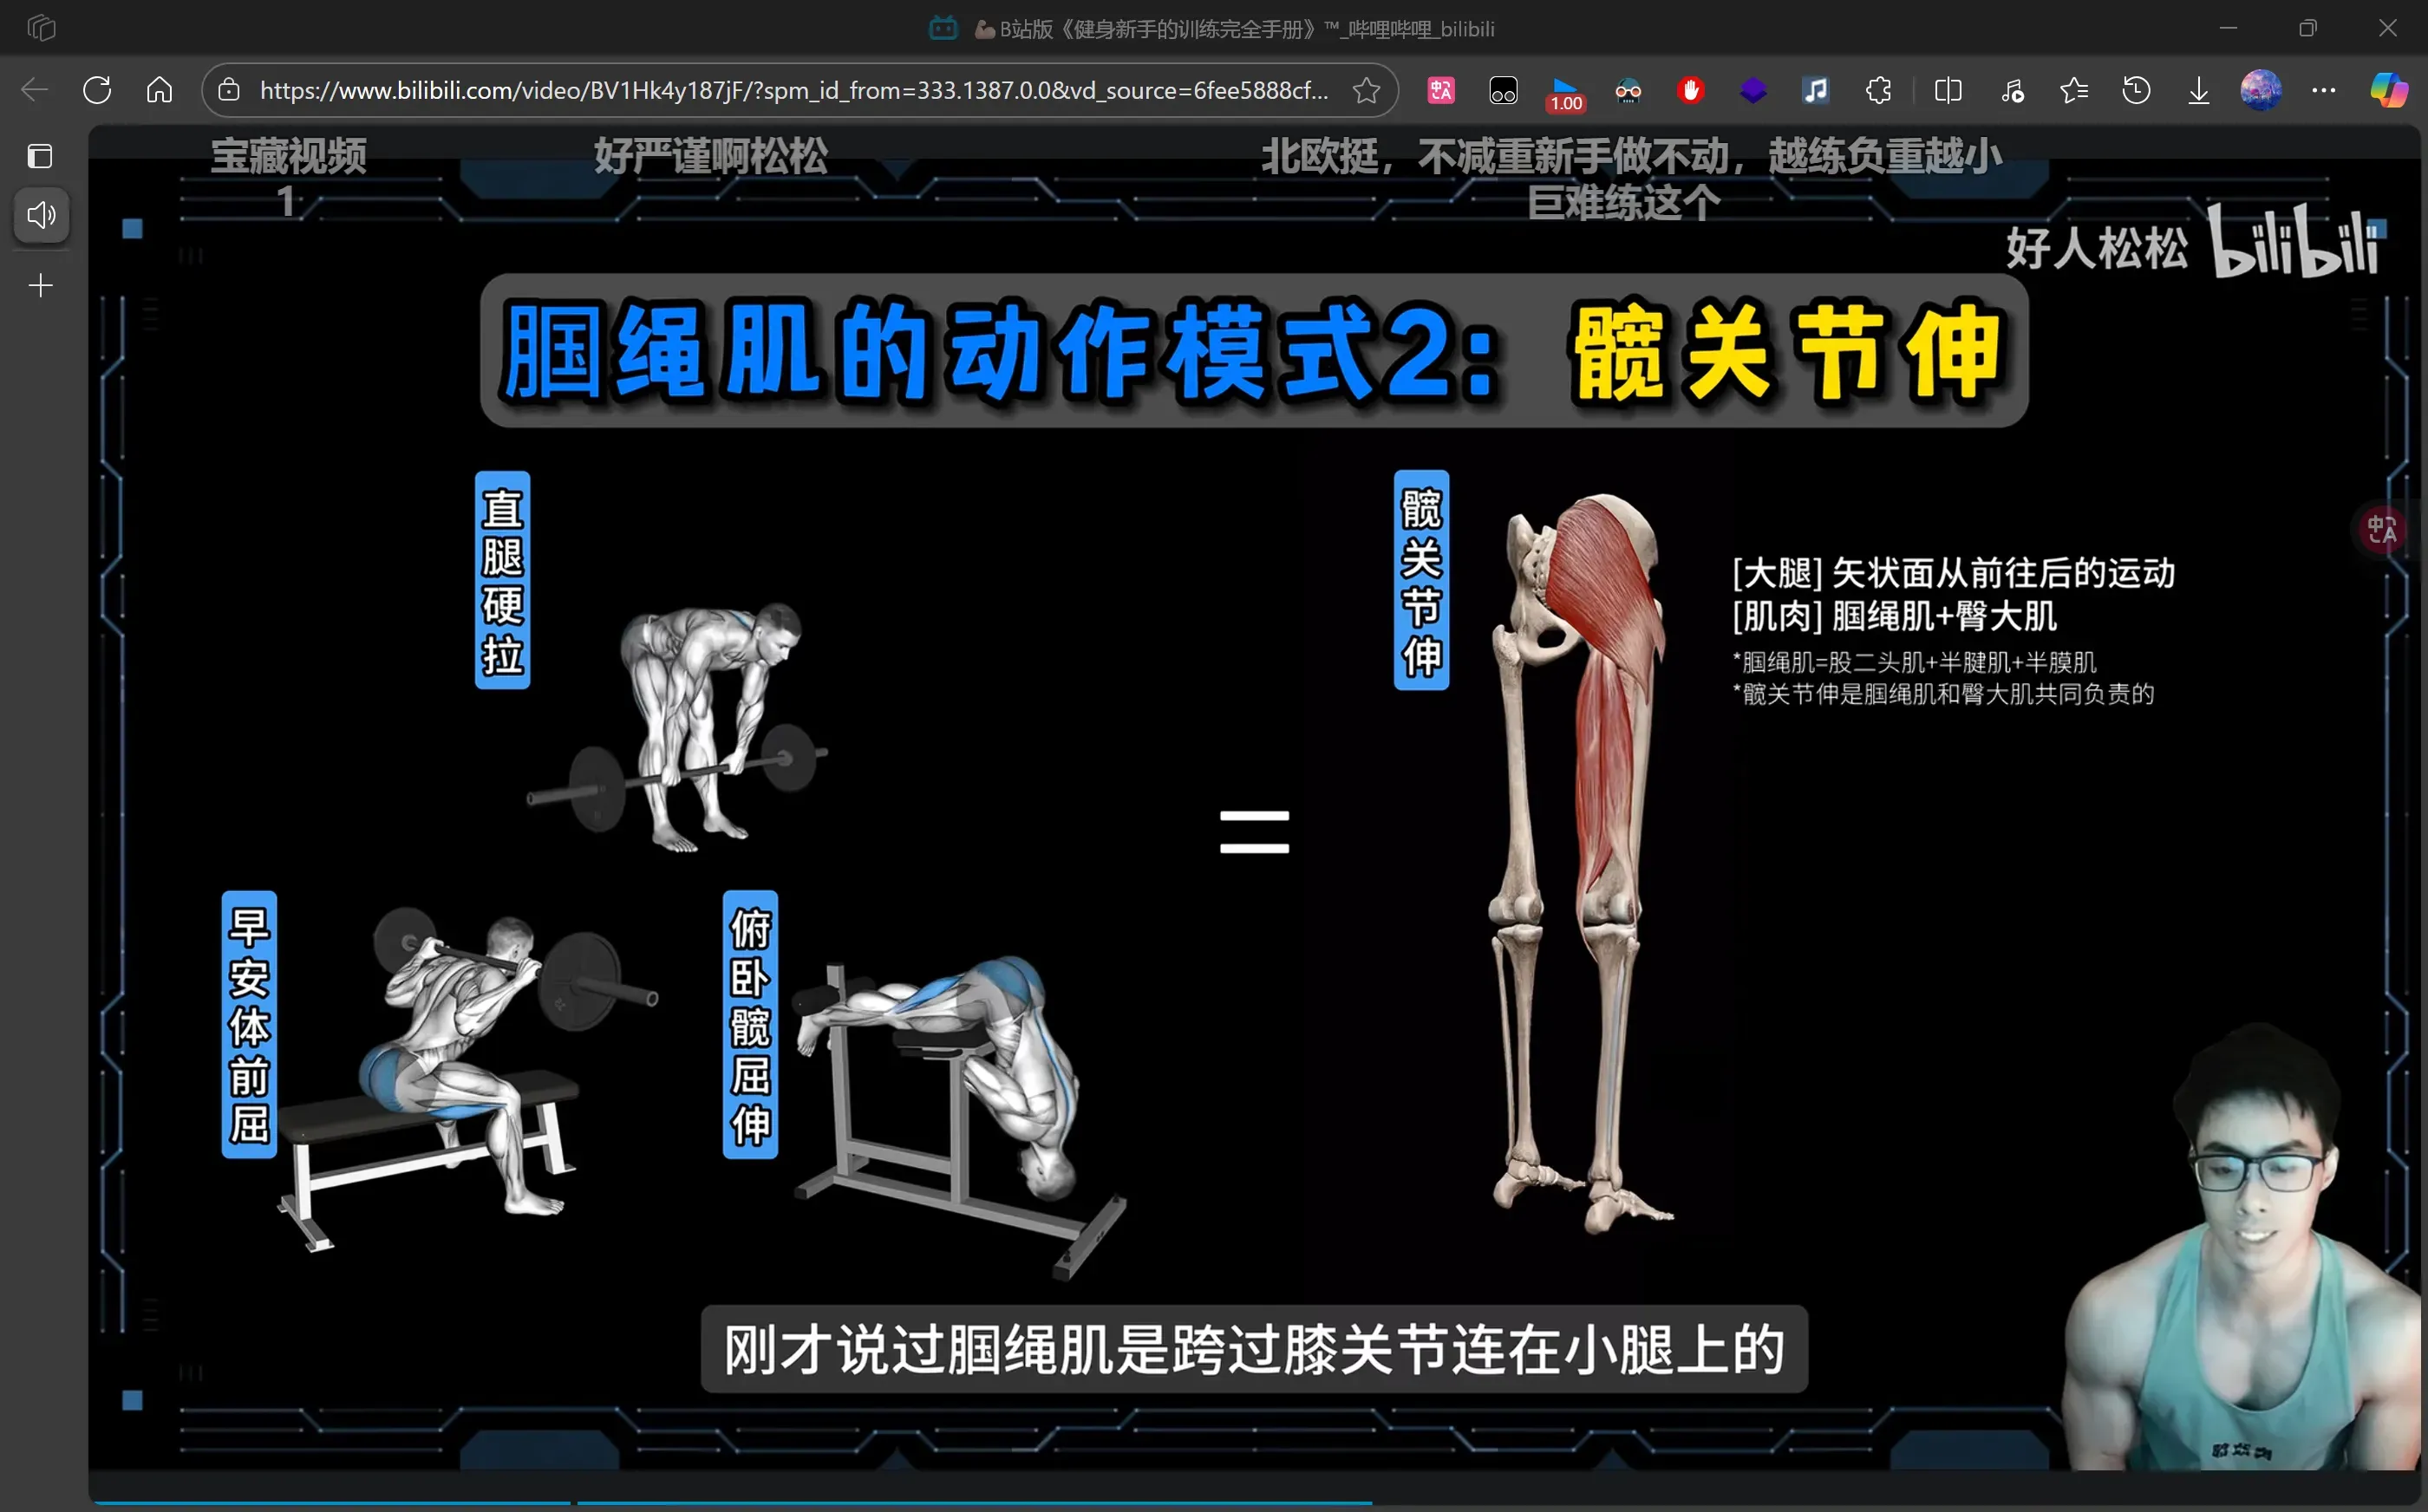 B站版《健身新手的训练完全手册》™_哔哩哔哩_bilibili
https://www.bilibili.com/video/BV1Hk4y187jF/?spm_id_from=333.1387.0.0&vd_source=6fee5888cf...
1.00
宝藏视频
好严谨啊松松
北欧挺，不减重新手做不动，越练负重越小
1
巨难练这个
好人松松 bilibili
腘绳肌的动作模式2：髋关节伸
直腿硬拉
髋关节伸
[大腿] 矢状面从前往后的运动
[肌肉] 腘绳肌+臀大肌
*腘绳肌=股二头肌+半腱肌+半膜肌
*髋关节伸是腘绳肌和臀大肌共同负责的
早安体前屈
俯卧髋屈伸
刚才说过腘绳肌是跨过膝关节连在小腿上的